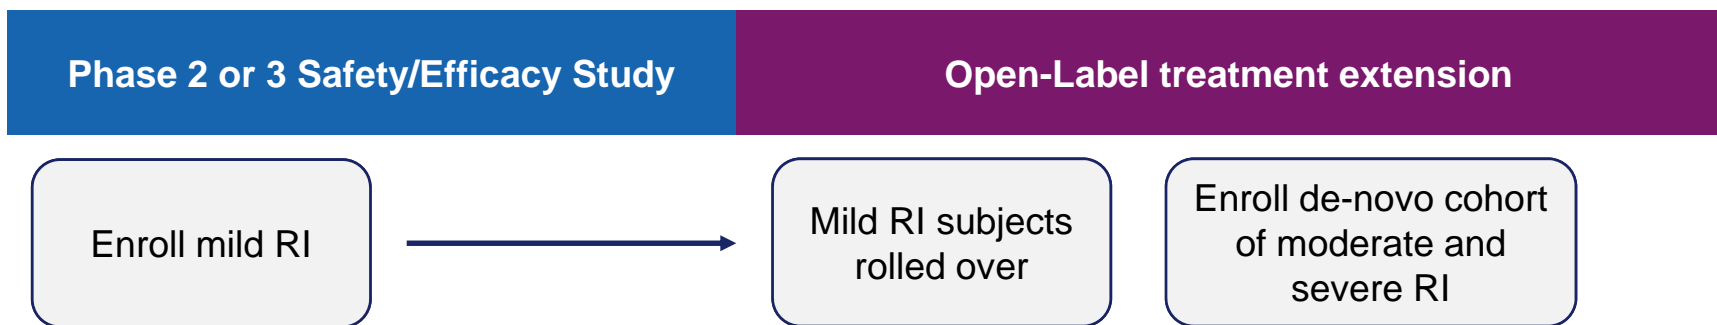 Phase 2 or 3 Safety/Efficacy Study
Open-Label treatment extension
Enroll mild RI
Mild RI subjects
rolled over
Enroll de-novo cohort
of moderate and
severe RI